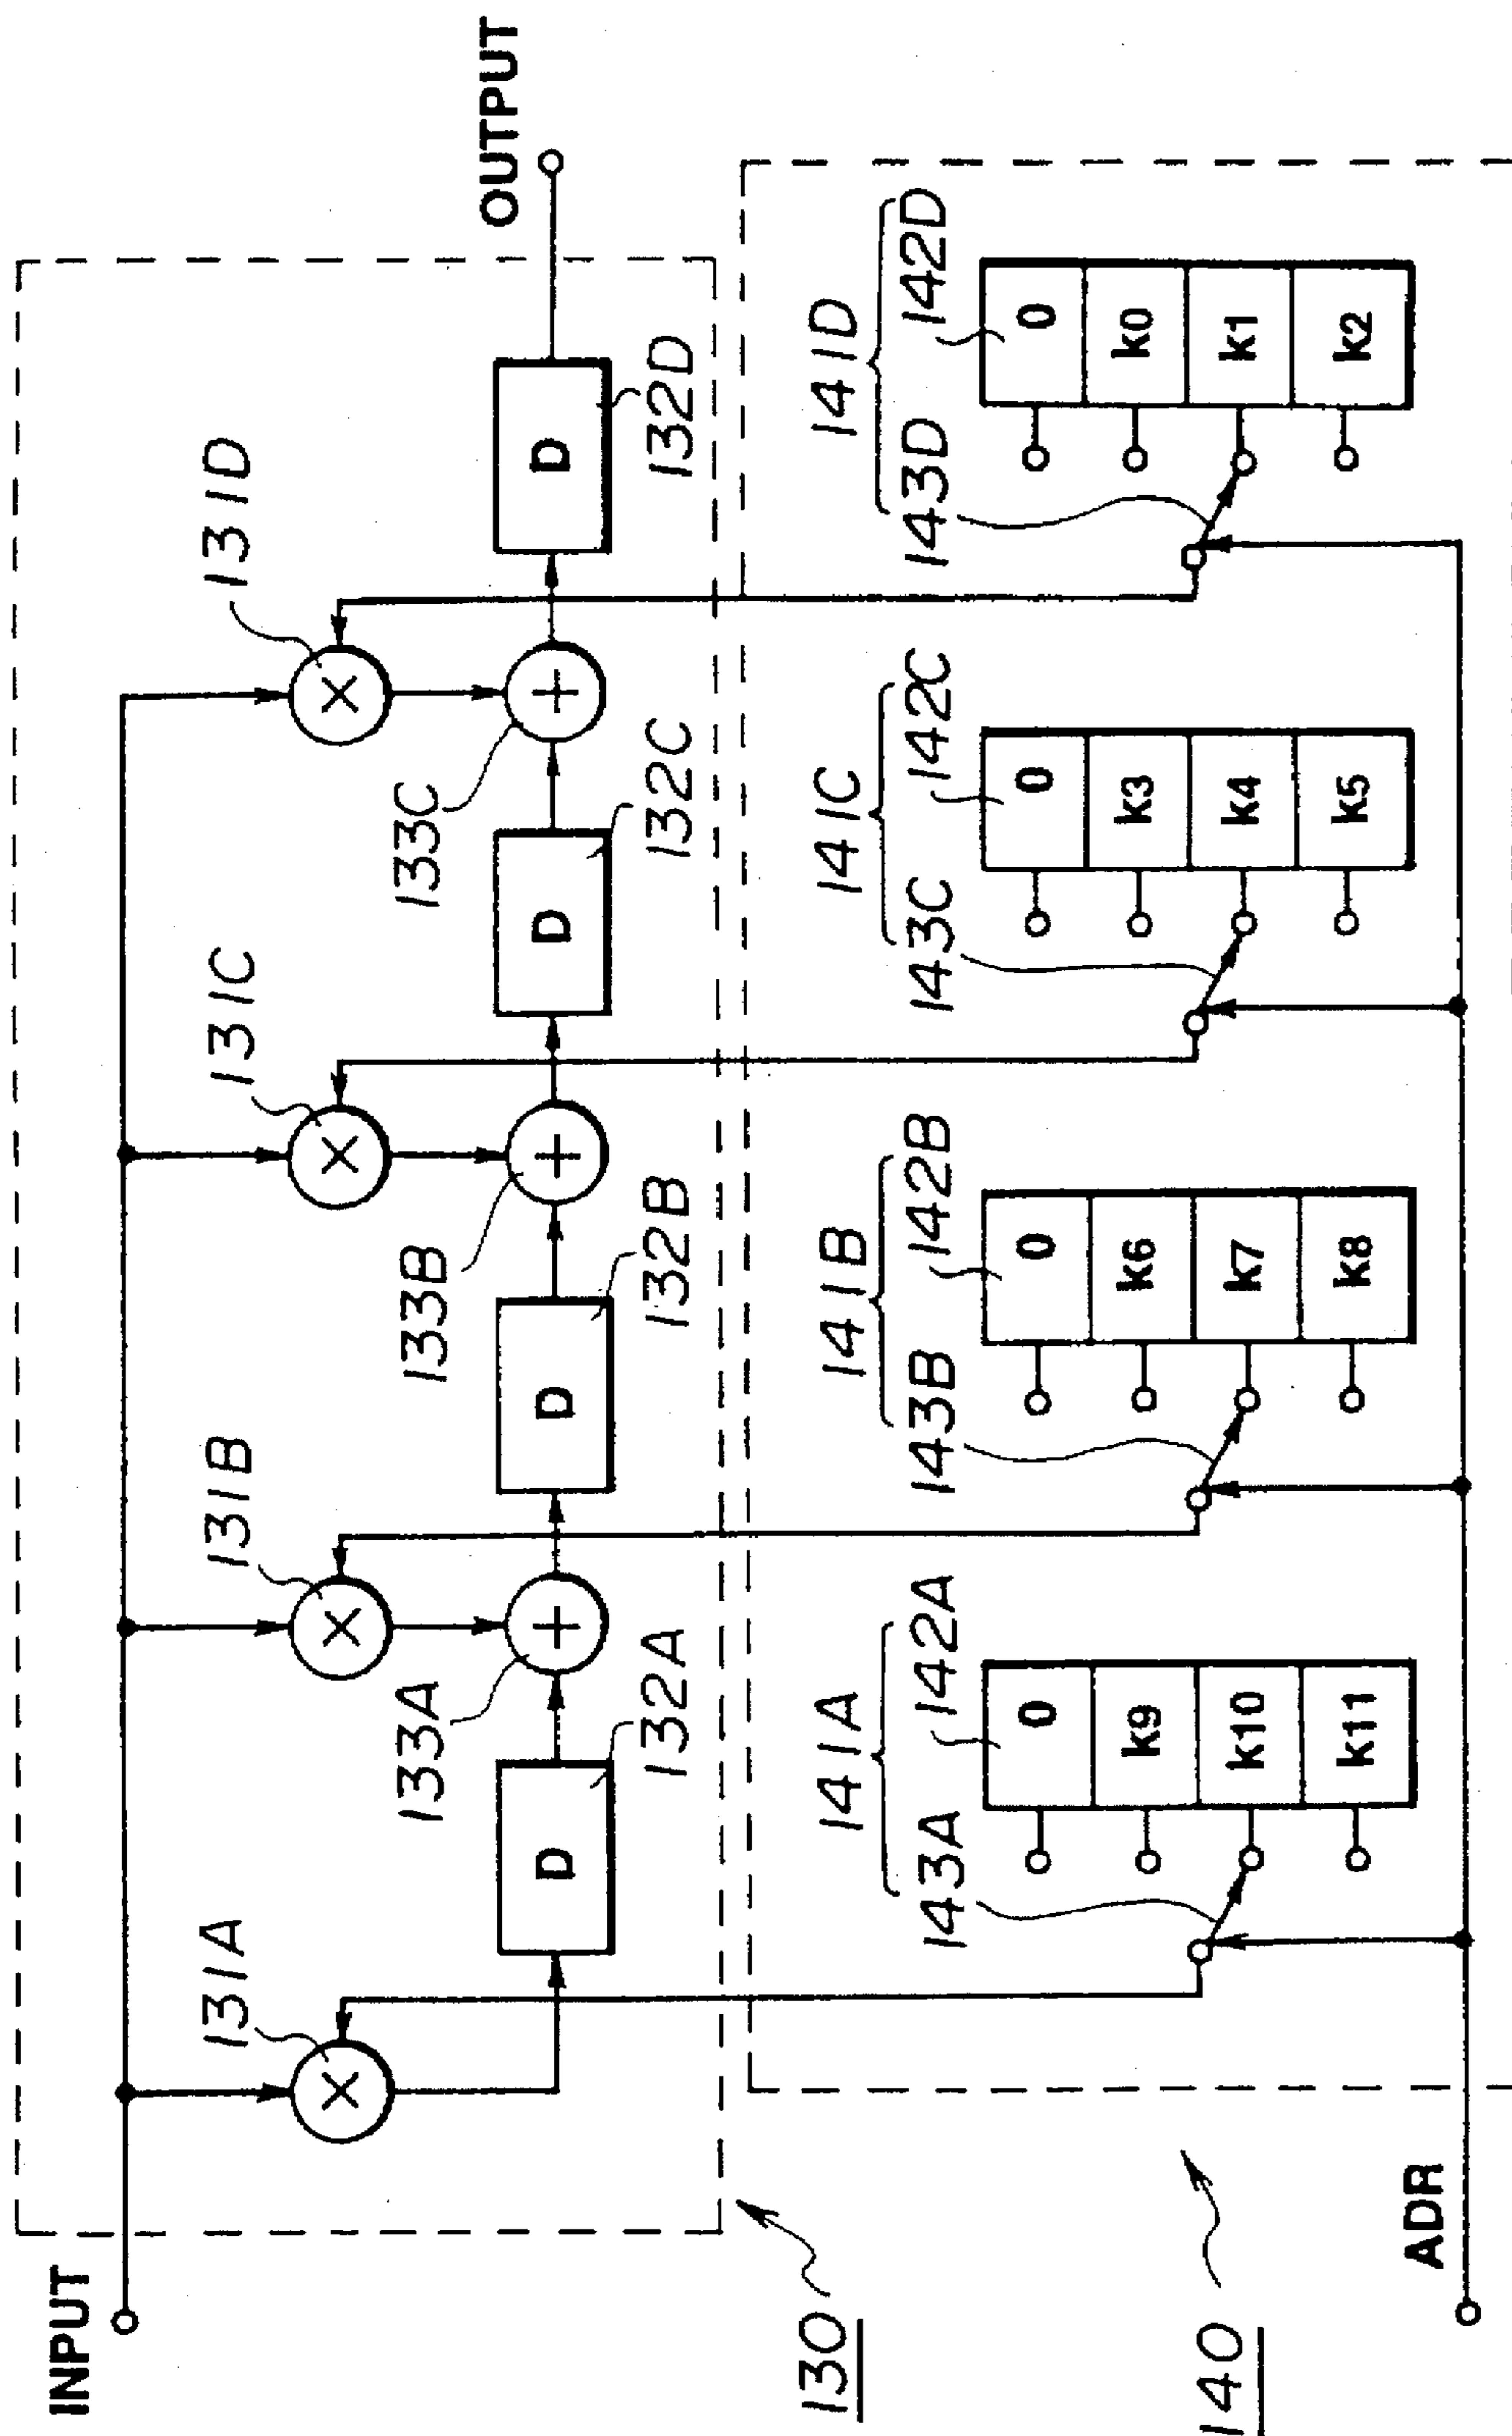 INPUT
OUTPUT
131A
131B
131C
131D
×
×
×
×
133A
133B
133C
+
+
+
D
D
D
D
132A
132B
132C
132D
130
140
141A
141B
141C
141D
143A
142A
143B
142B
143C
142C
143D
142D
0
k9
k10
k11
0
k6
k7
k8
0
k3
k4
k5
0
k0
k1
k2
ADR